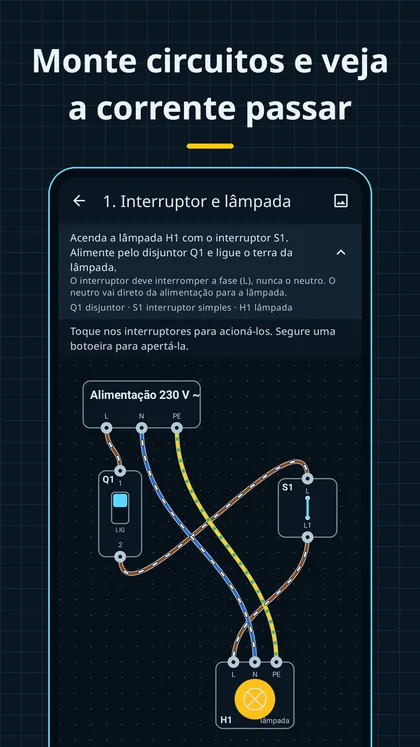 Monte circuitos e veja
a corrente passar
1. Interruptor e lâmpada
Acenda a lâmpada H1 com o interruptor S1.
Alimente pelo disjuntor Q1 e ligue o terra da
lâmpada.
O interruptor deve interromper a fase (L), nunca o neutro. O
neutro vai direto da alimentação para a lâmpada.
Q1 disjuntor · S1 interruptor simples · H1 lâmpada
Toque nos interruptores para acioná-los. Segure uma
botoeira para apertá-la.
Alimentação 230 V ~
L N PE
Q1 1
LIG
2
S1 L
L1
L N PE
H1 lâmpada